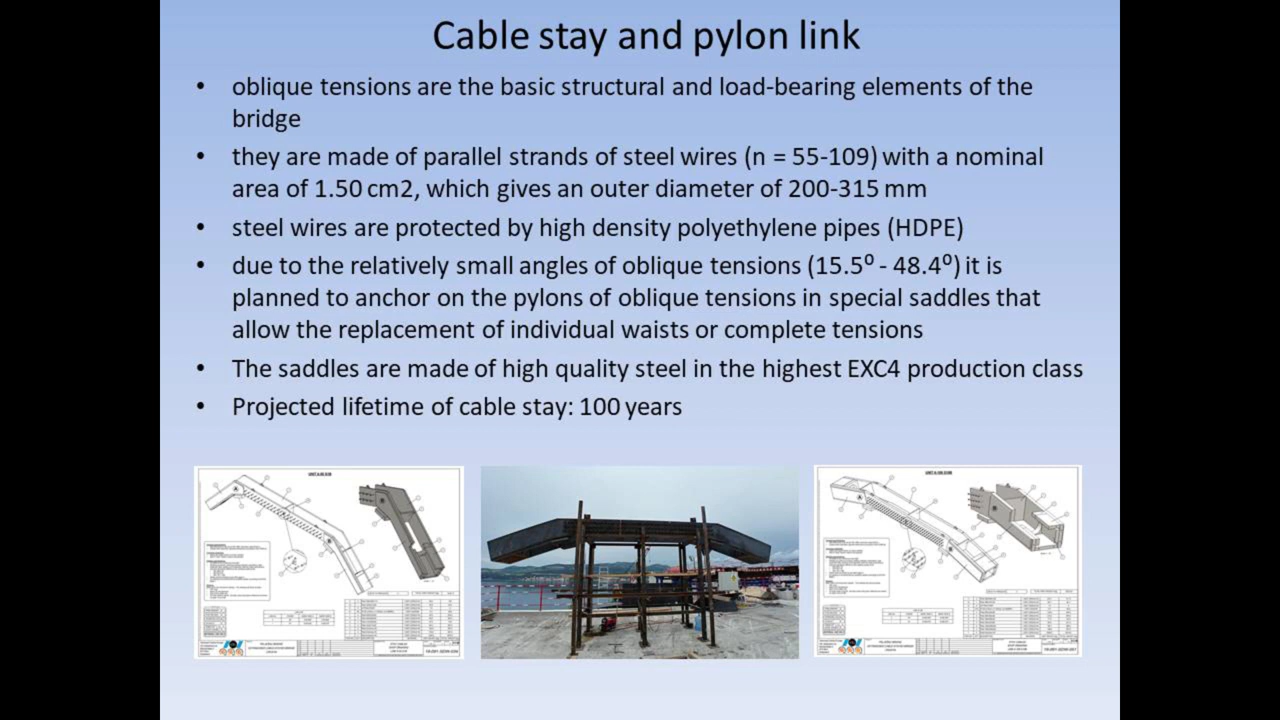 Cable stay and pylon link
• oblique tensions are the basic structural and load-bearing elements of the
bridge
• they are made of parallel strands of steel wires (n = 55-109) with a nominal
area of 1.50 cm2, which gives an outer diameter of 200-315 mm
• steel wires are protected by high density polyethylene pipes (HDPE)
• due to the relatively small angles of oblique tensions (15.5⁰ - 48.4⁰) it is
planned to anchor on the pylons of oblique tensions in special saddles that
allow the replacement of individual waists or complete tensions
• The saddles are made of high quality steel in the highest EXC4 production class
• Projected lifetime of cable stay: 100 years